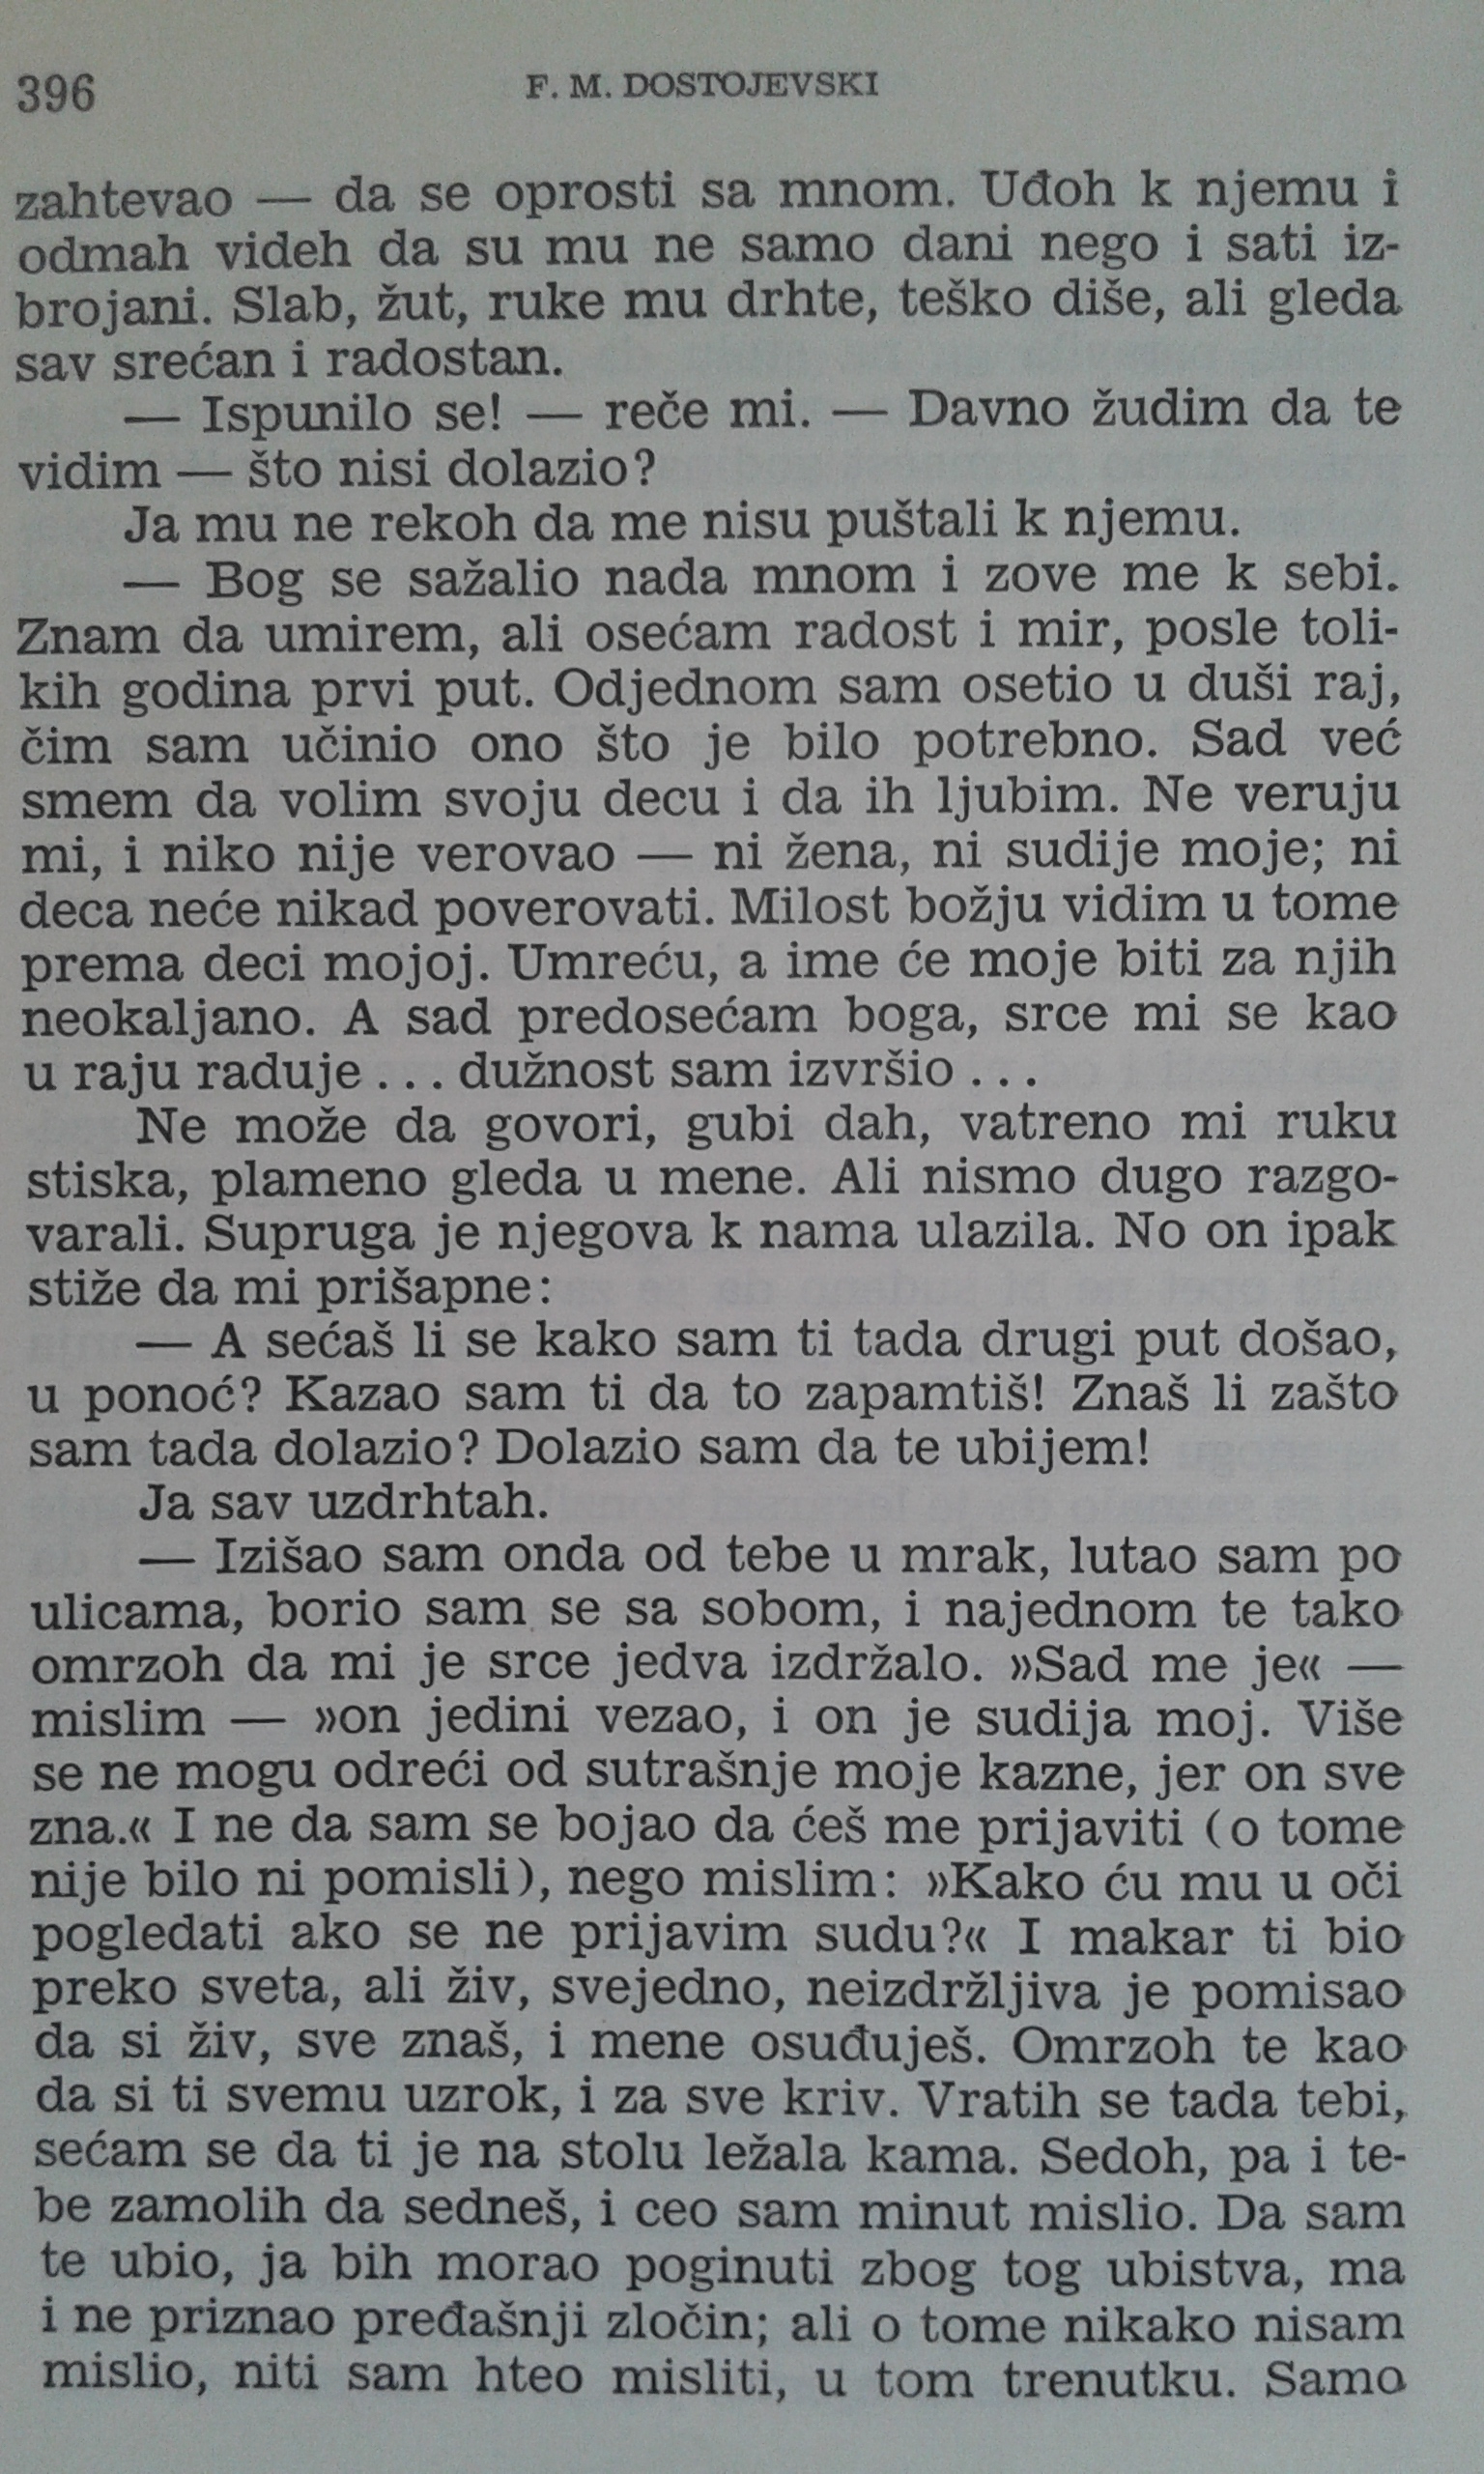 396
F. M. DOSTOJEVSKI
zahtevao — da se oprosti sa mnom. Uđoh k njemu i
odmah videh da su mu ne samo dani nego i sati iz-
brojani. Slab, žut, ruke mu drhte, teško diše, ali gleda
sav srećan i radostan.
— Ispunilo se! — reče mi. — Davno žudim da te
vidim — što nisi dolazio?
Ja mu ne rekoh da me nisu puštali k njemu.
— Bog se sažalio nada mnom i zove me k sebi.
Znam da umirem, ali osećam radost i mir, posle toli-
kih godina prvi put. Odjednom sam osetio u duši raj,
čim sam učinio ono što je bilo potrebno. Sad već
smem da volim svoju decu i da ih ljubim. Ne veruju
mi, i niko nije verovao — ni žena, ni sudije moje; ni
deca neće nikad poverovati. Milost božju vidim u tome
prema deci mojoj. Umreću, a ime će moje biti za njih
neokaljano. A sad predosećam boga, srce mi se kao
u raju raduje ... dužnost sam izvršio ...
Ne može da govori, gubi dah, vatreno mi ruku
stiska, plameno gleda u mene. Ali nismo dugo razgo-
varali. Supruga je njegova k nama ulazila. No on ipak
stiže da mi prišapne:
— A sećaš li se kako sam ti tada drugi put došao,
u ponoć? Kazao sam ti da to zapamtiš! Znaš li zašto
sam tada dolazio? Dolazio sam da te ubijem!
Ja sav uzdrhtah.
— Izišao sam onda od tebe u mrak, lutao sam po
ulicama, borio sam se sa sobom, i najednom te tako
omrzoh da mi je srce jedva izdržalo. »Sad me je« —
mislim — »on jedini vezao, i on je sudija moj. Više
se ne mogu odreći od sutrašnje moje kazne, jer on sve
zna.« I ne da sam se bojao da ćeš me prijaviti (o tome
nije bilo ni pomisli), nego mislim: »Kako ću mu u oči
pogledati ako se ne prijavim sudu?« I makar ti bio
preko sveta, ali živ, svejedno, neizdržljiva je pomisao
da si živ, sve znaš, i mene osuđuješ. Omrzoh te kao
da si ti svemu uzrok, i za sve kriv. Vratih se tada tebi,
sećam se da ti je na stolu ležala kama. Sedoh, pa i te-
be zamolih da sedneš, i ceo sam minut mislio. Da sam
te ubio, ja bih morao poginuti zbog tog ubistva, ma
i ne priznao pređašnji zločin; ali o tome nikako nisam
mislio, niti sam hteo misliti, u tom trenutku. Samo